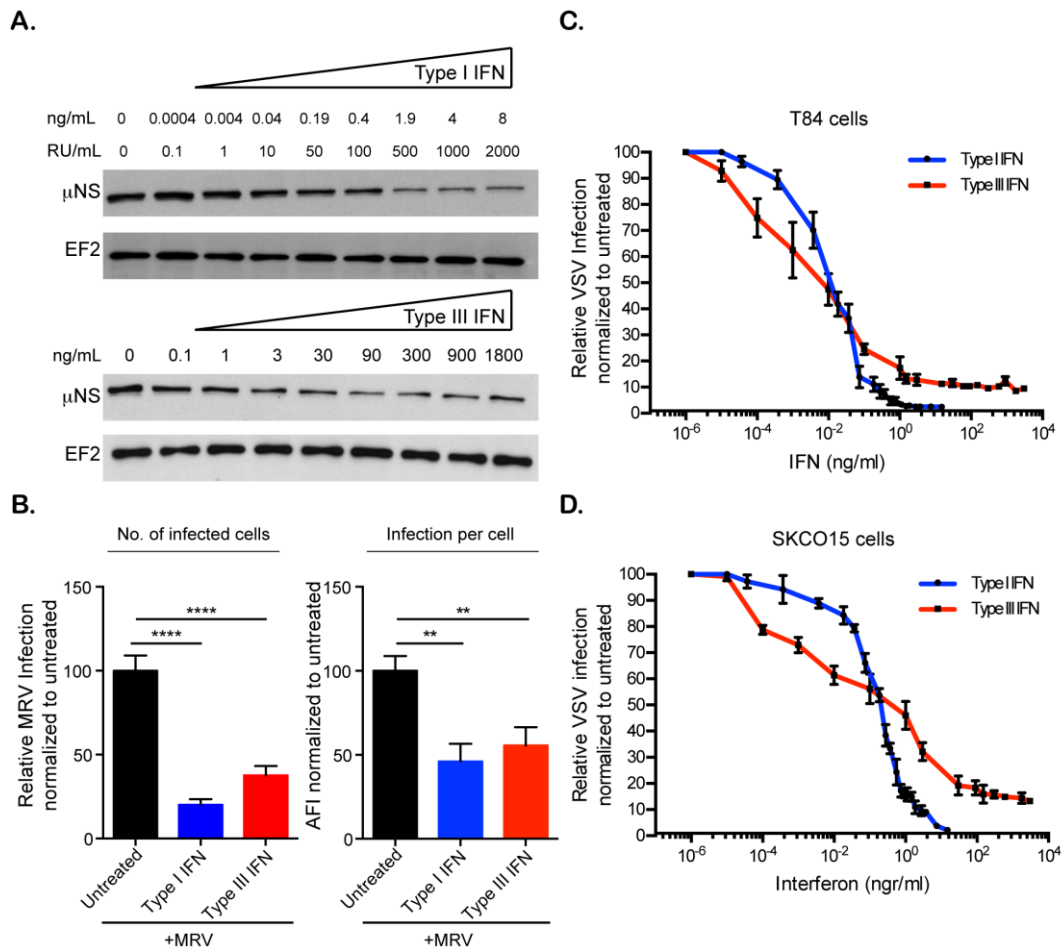 A.
Type I IFN
ng/mL 0 0.0004 0.004 0.04 0.19 0.4 1.9 4 8
RU/mL 0 0.1 1 10 50 100 500 1000 2000
μNS
EF2
Type III IFN
ng/mL 0 0.1 1 3 30 90 300 900 1800
μNS
EF2
B.
No. of infected cells
Relative MRV Infection
normalized to untreated
150
100
50
0
****
****
Untreated
Type I IFN
Type III IFN
+MRV
Infection per cell
AFI normalized to untreated
150
100
50
0
**
**
Untreated
Type I IFN
Type III IFN
+MRV
C.
T84 cells
Relative VSV Infection
normalized to untreated
100
90
80
70
60
50
40
30
20
10
0
Type I IFN
Type III IFN
10-6 10-4 10-2 100 102 104
IFN (ng/ml)
D.
SKCO15 cells
Relative VSV infection
normalized to untreated
100
90
80
70
60
50
40
30
20
10
0
Type I IFN
Type III IFN
10-6 10-4 10-2 100 102 104
Interferon (ngr/ml)